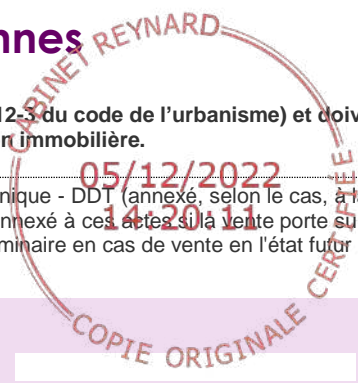 nnes
CABINET REYNARD
12-3 du code de l'urbanisme) et doiv
n immobilière.
05/12/2022
nique - DDT (annexé, selon le cas, à l
14:20:11
nnexé à ces actes si la vente porte su
minaire en cas de vente en l'état futur
COPIE ORIGINALE CERTIFIÉE